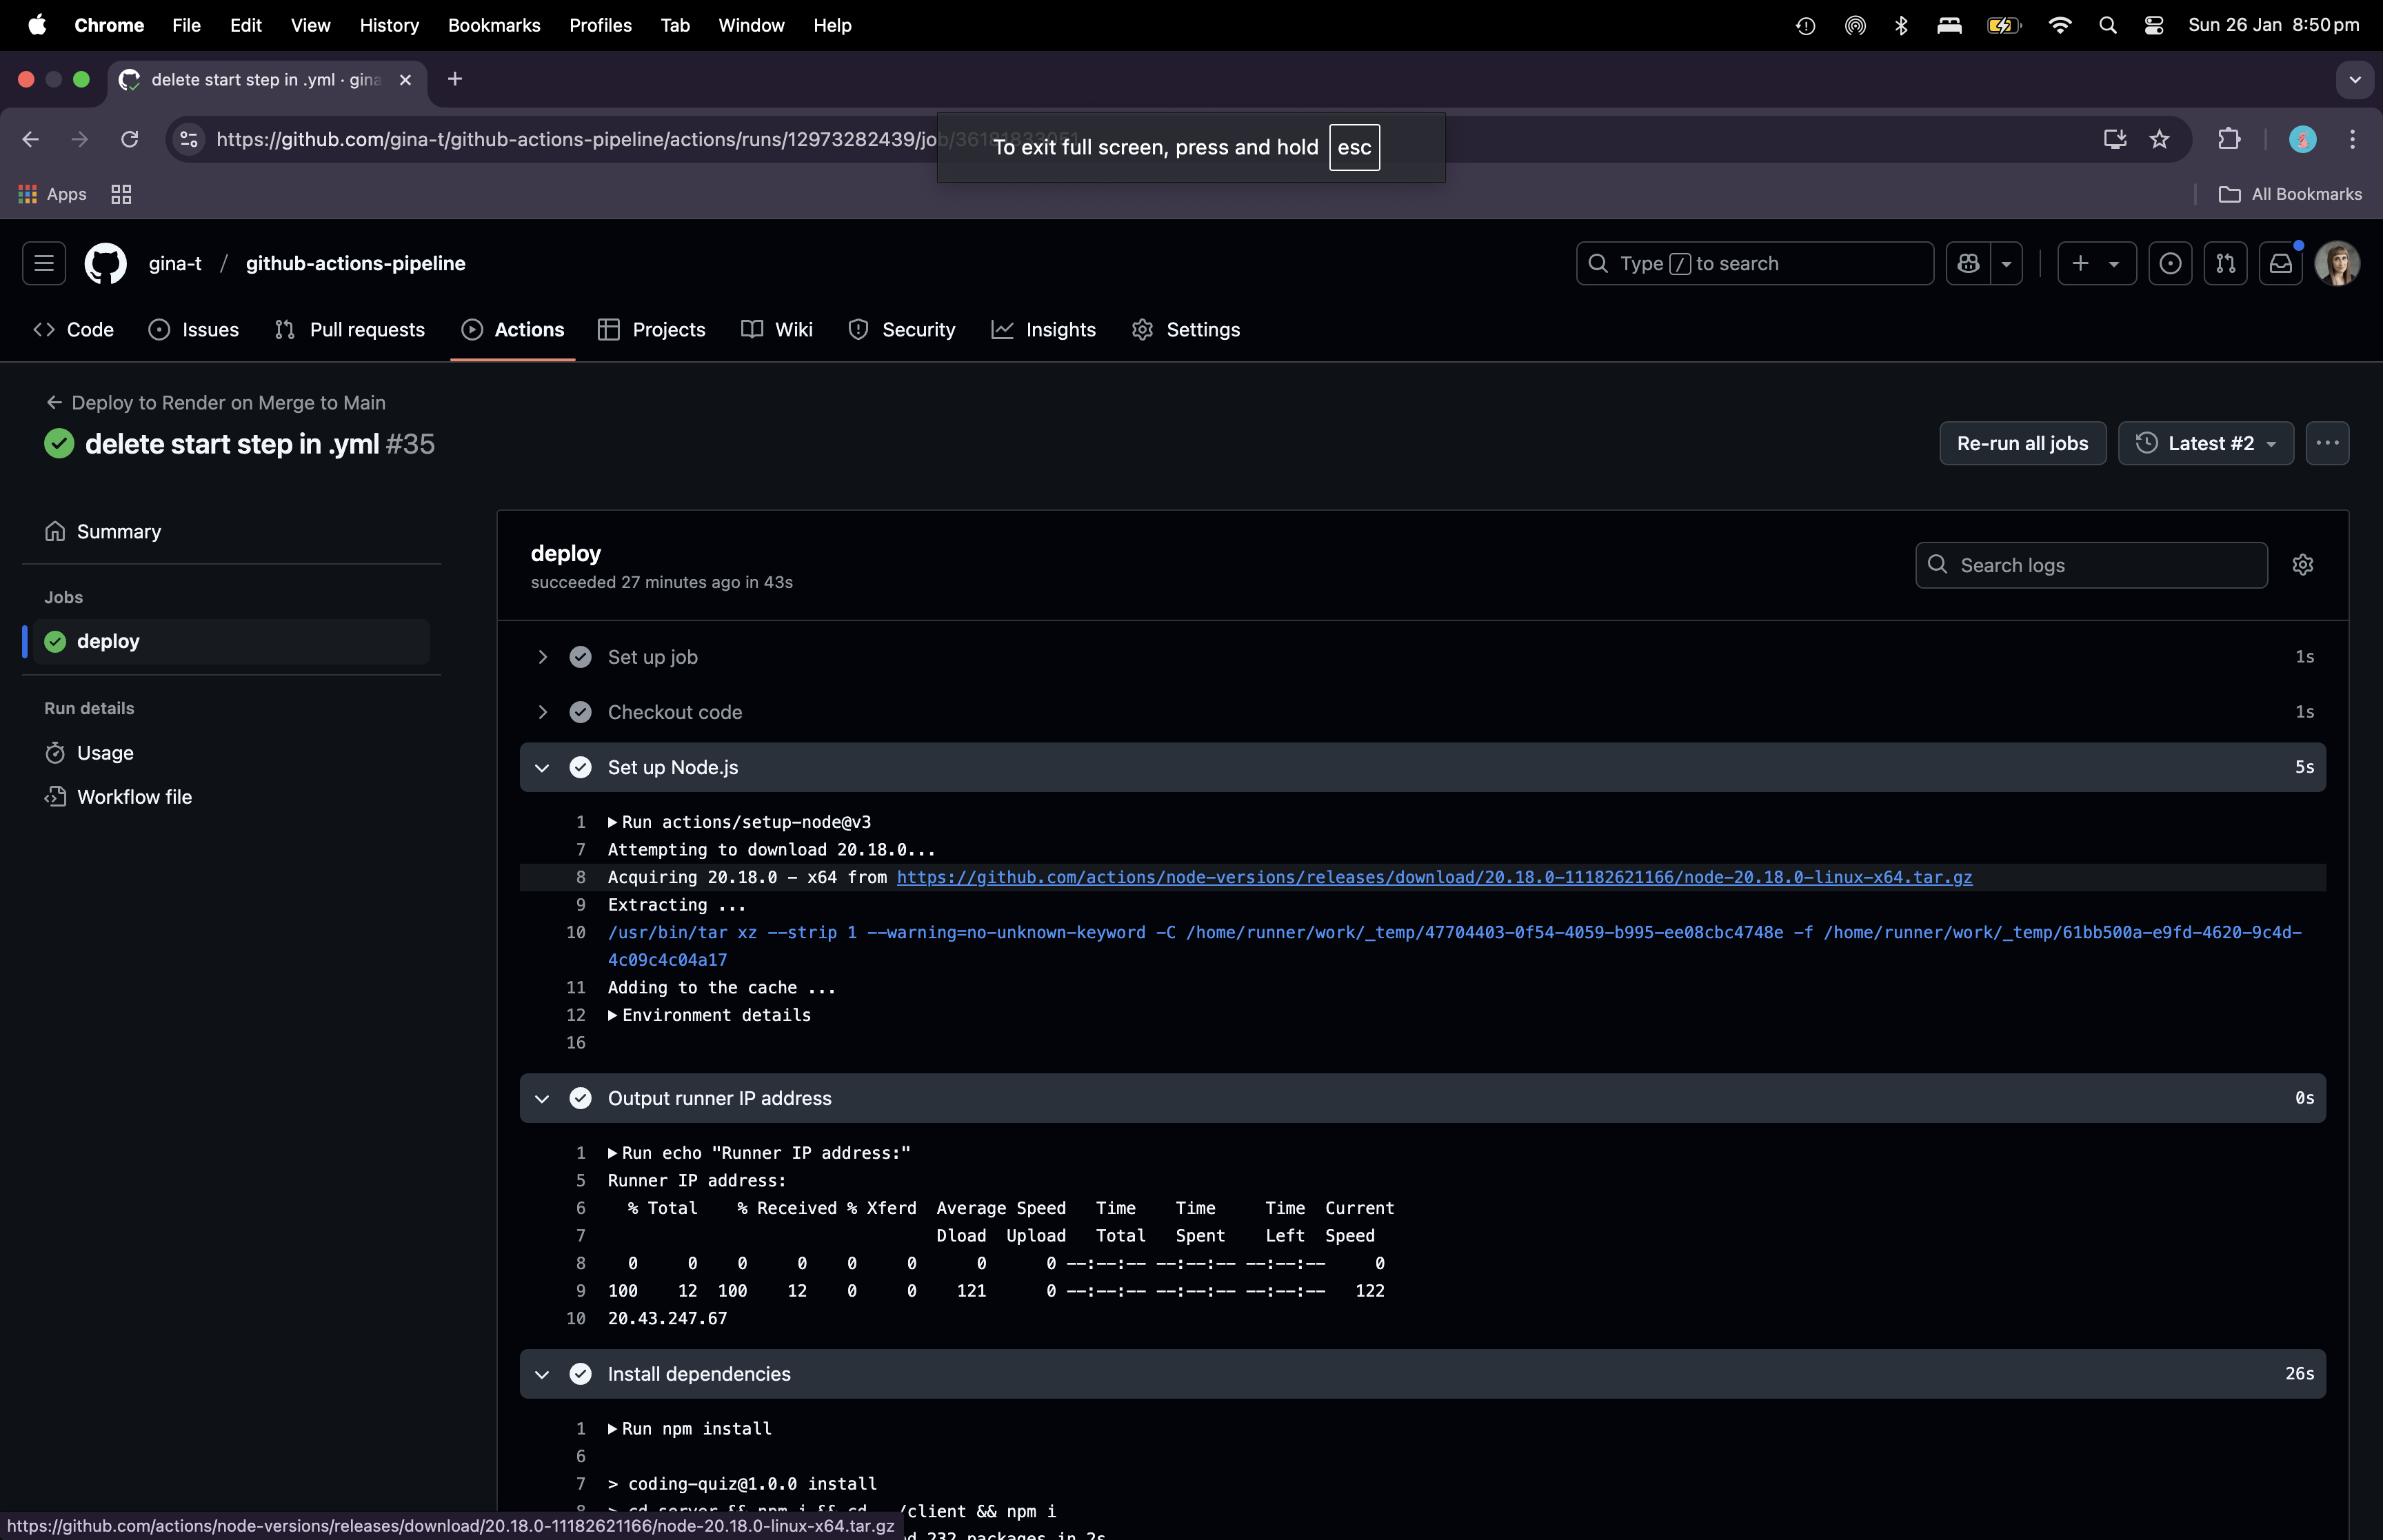 Chrome File Edit View History Bookmarks Profiles Tab Window Help Sun 26 Jan 8:50 pm
delete start step in .yml · gina
https://github.com/gina-t/github-actions-pipeline/actions/runs/12973282439/job/36181833051
To exit full screen, press and hold esc
Apps All Bookmarks
gina-t / github-actions-pipeline Type / to search
Code Issues Pull requests Actions Projects Wiki Security Insights Settings
Deploy to Render on Merge to Main
delete start step in .yml #35 Re-run all jobs Latest #2
Summary
Jobs
deploy
Run details
Usage
Workflow file
deploy
succeeded 27 minutes ago in 43s
Search logs
Set up job 1s
Checkout code 1s
Set up Node.js 5s
1 Run actions/setup-node@v3
7 Attempting to download 20.18.0...
8 Acquiring 20.18.0 - x64 from https://github.com/actions/node-versions/releases/download/20.18.0-11182621166/node-20.18.0-linux-x64.tar.gz
9 Extracting ...
10 /usr/bin/tar xz --strip 1 --warning=no-unknown-keyword -C /home/runner/work/_temp/47704403-0f54-4059-b995-ee08cbc4748e -f /home/runner/work/_temp/61bb500a-e9fd-4620-9c4d-
4c09c4c04a17
11 Adding to the cache ...
12 Environment details
16
Output runner IP address 0s
1 Run echo "Runner IP address:"
5 Runner IP address:
6 % Total % Received % Xferd Average Speed Time Time Time Current
7 Dload Upload Total Spent Left Speed
8 0 0 0 0 0 0 0 0 --:--:-- --:--:-- --:--:-- 0
9 100 12 100 12 0 0 121 0 --:--:-- --:--:-- --:--:-- 122
10 20.43.247.67
Install dependencies 26s
1 Run npm install
6
7 > coding-quiz@1.0.0 install
8 > cd server && npm i && cd ../client && npm i
232 packages in 2s
https://github.com/actions/node-versions/releases/download/20.18.0-11182621166/node-20.18.0-linux-x64.tar.gz